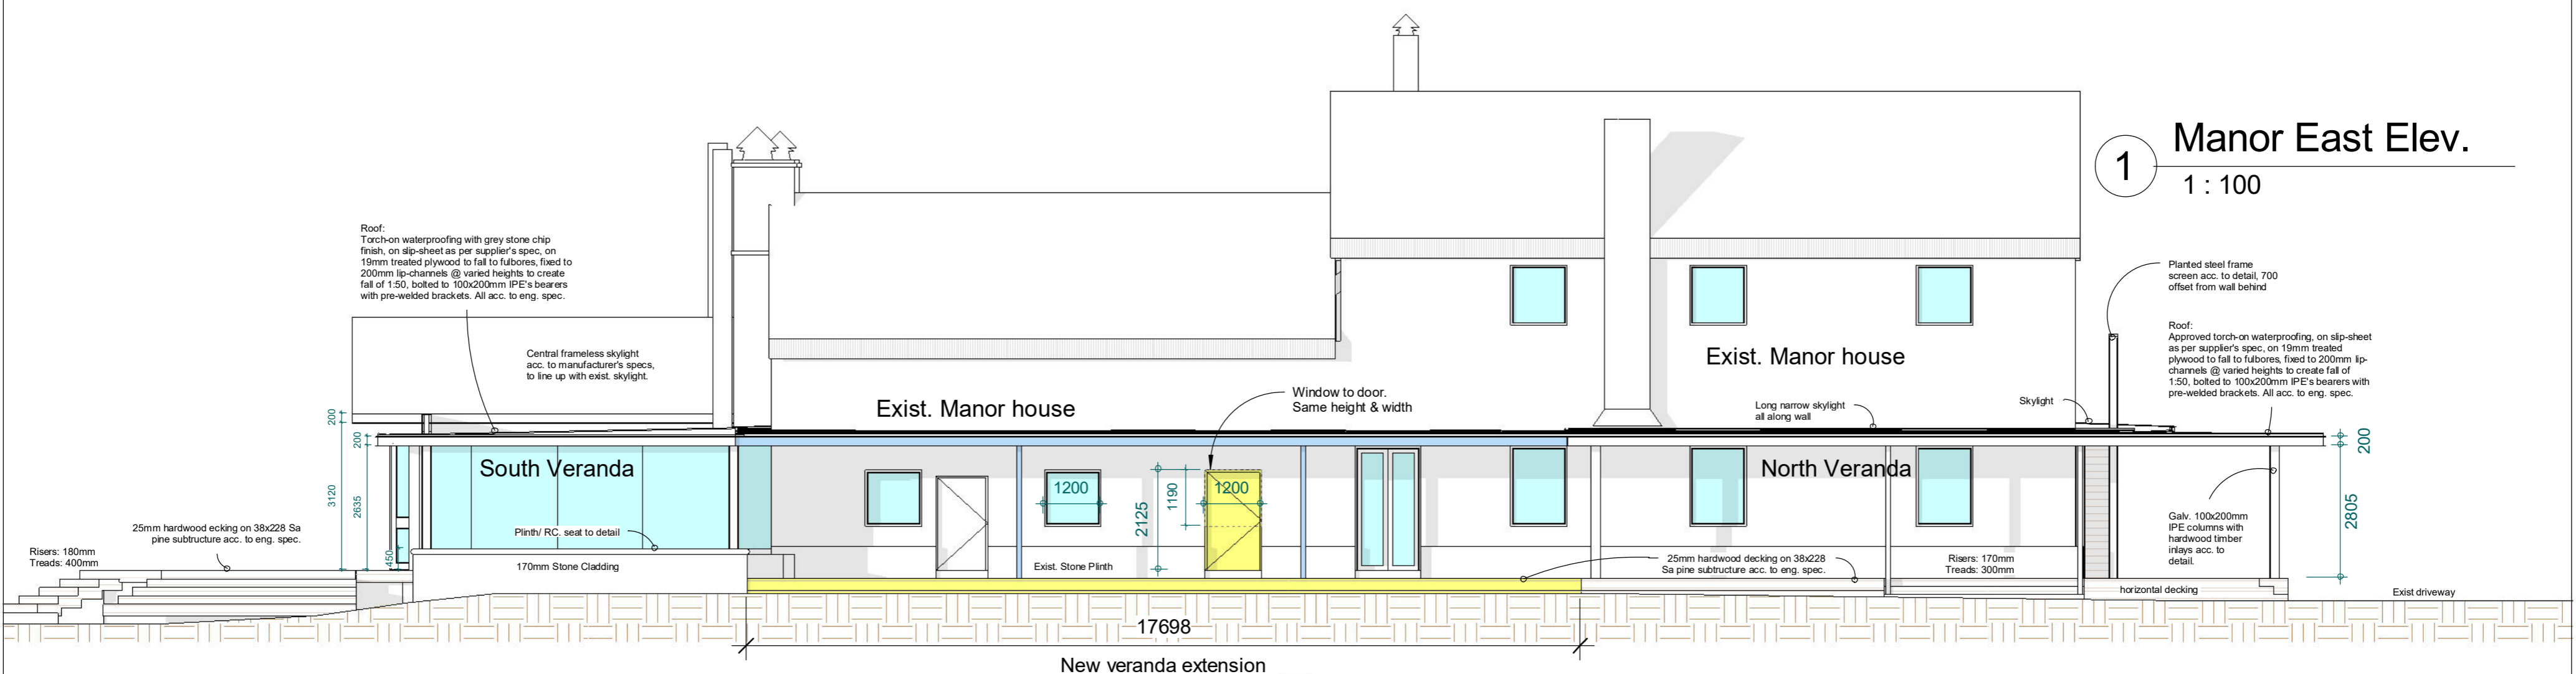 1
Manor East Elev.
1 : 100
Roof:
Torch-on waterproofing with grey stone chip
finish, on slip-sheet as per supplier's spec, on
19mm treated plywood to fall to fulbores, fixed to
200mm lip-channels @ varied heights to create
fall of 1:50, bolted to 100x200mm IPE's bearers
with pre-welded brackets. All acc. to eng. spec.
Central frameless skylight
acc. to manufacturer's specs,
to line up with exist. skylight.
Planted steel frame
screen acc. to detail, 700
offset from wall behind
Roof:
Approved torch-on waterproofing, on slip-sheet
as per supplier's spec, on 19mm treated
plywood to fall to fulbores, fixed to 200mm lip-
channels @ varied heights to create fall of
1:50, bolted to 100x200mm IPE's bearers with
pre-welded brackets. All acc. to eng. spec.
Exist. Manor house
Exist. Manor house
Window to door.
Same height & width
Long narrow skylight
all along wall
Skylight
200
200
3120
2635
450
South Veranda
North Veranda
1200
2125
1190
1200
200
2805
25mm hardwood ecking on 38x228 Sa
pine subtructure acc. to eng. spec.
Risers: 180mm
Treads: 400mm
Plinth/ RC. seat to detail
170mm Stone Cladding
Exist. Stone Plinth
25mm hardwood decking on 38x228
Sa pine subtructure acc. to eng. spec.
Risers: 170mm
Treads: 300mm
Galv. 100x200mm
IPE columns with
hardwood timber
inlays acc. to
detail.
horizontal decking
Exist driveway
17698
New veranda extension